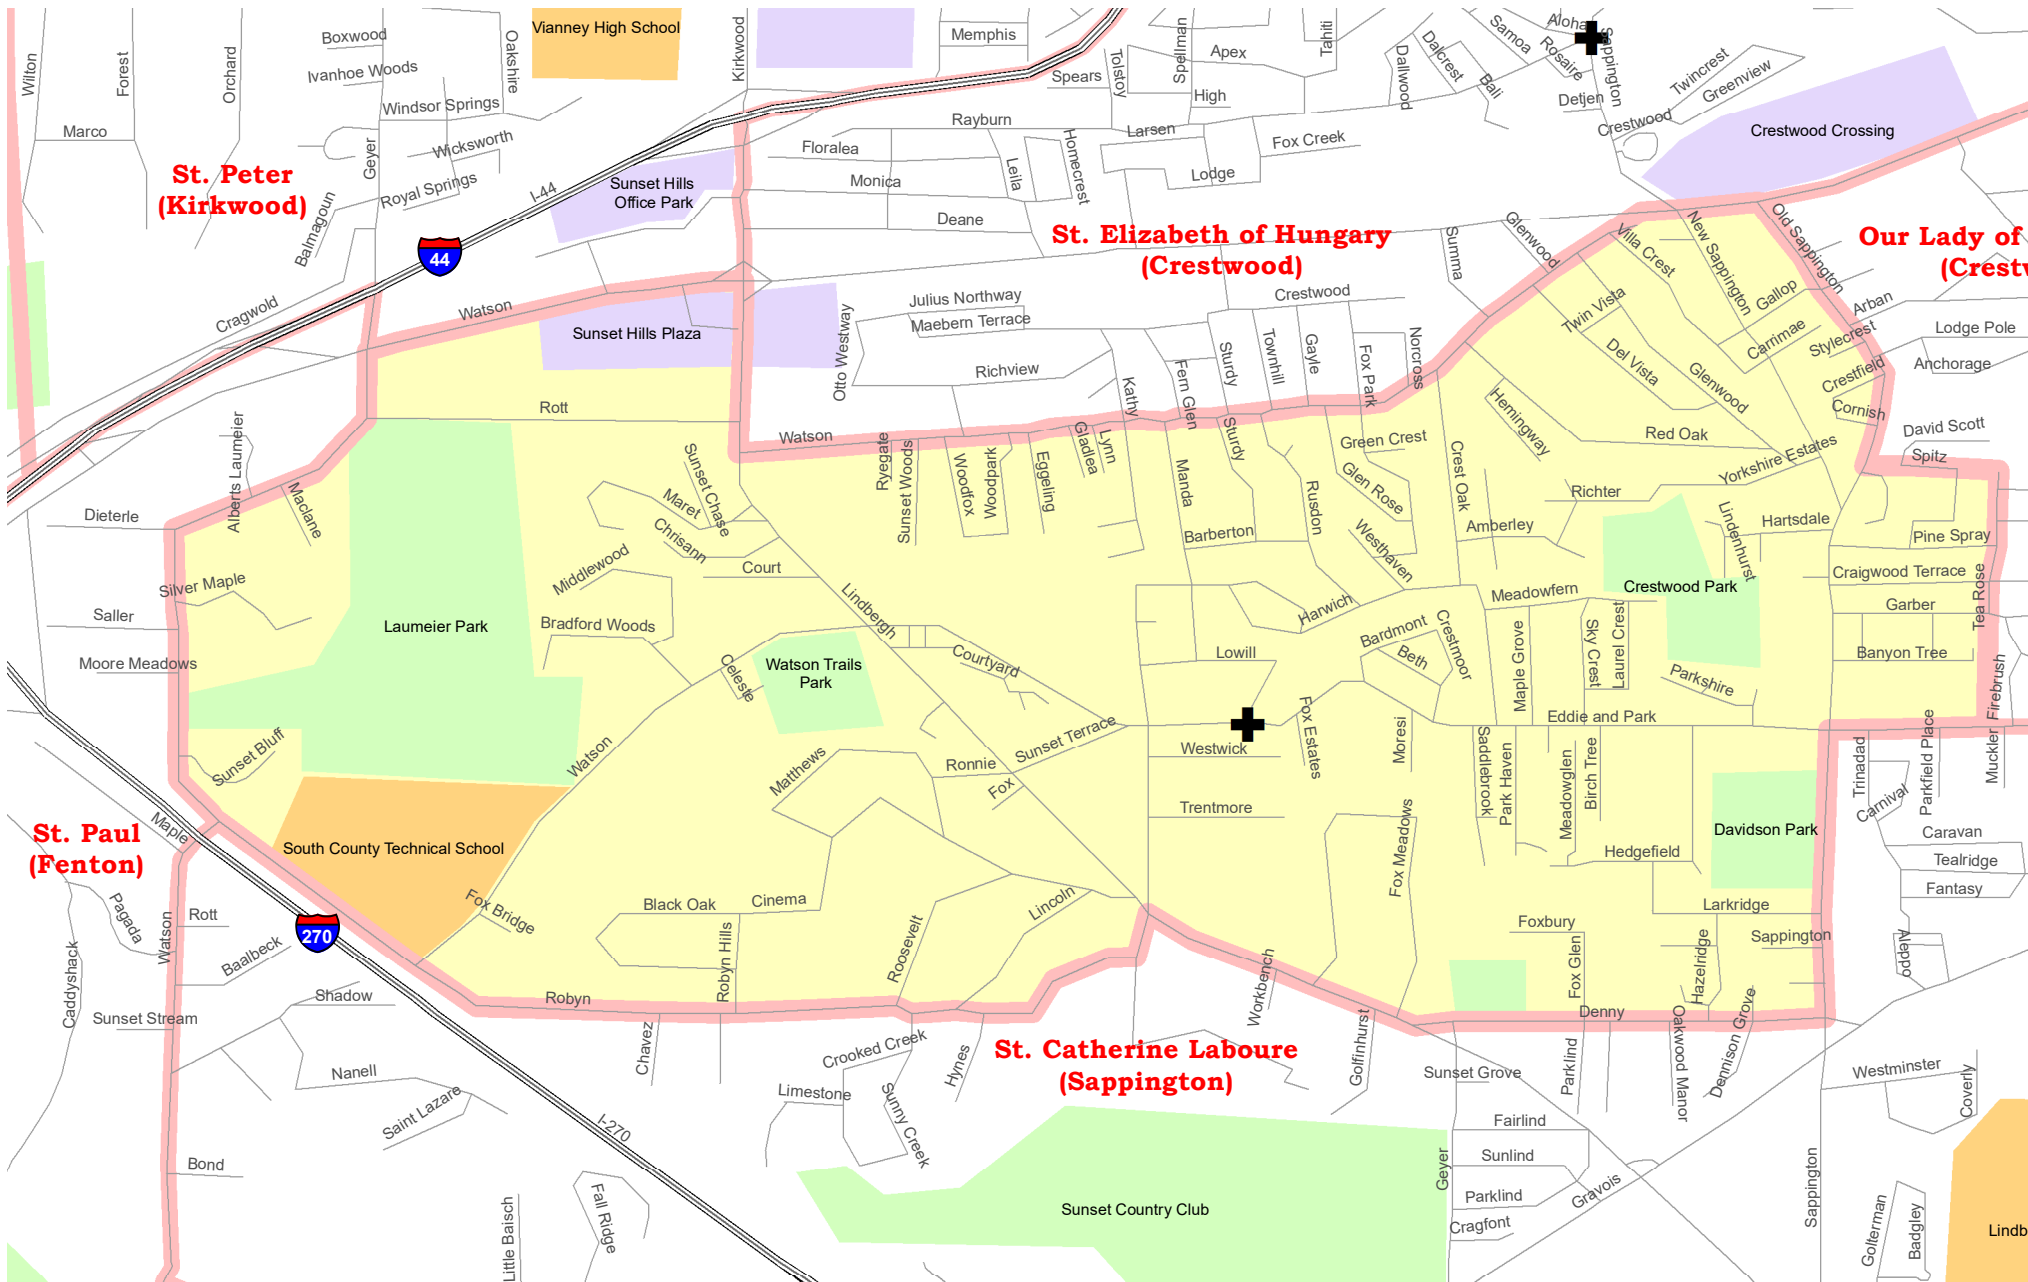 Wilton
Forest
Orchard
Boxwood
Ivanhoe Woods
Oakshire
Vianney High School
Kirkwood
Memphis
Spears
Tolstoy
Spellman
Apex
High
Tahiti
Dallwood
Dalcrest
Samoa
Bali
Aloha
Rosaire
Sappington
Detjen
Twincrest
Greenview
Crestwood
Crestwood Crossing
Marco
Windsor Springs
Geyer
Wicksworth
Royal Springs
Balmagoun
Cragwold
St. Peter
(Kirkwood)
I-44
44
Sunset Hills
Office Park
Rayburn
Floralea
Monica
Deane
Leila
Homecrest
Larsen
Lodge
Fox Creek
St. Elizabeth of Hungary
(Crestwood)
Summa
Glenwood
Villa Crest
New Sappington
Old Sappington
Our Lady of
(Crestw
Watson
Sunset Hills Plaza
Otto Westway
Julius Northway
Maebern Terrace
Richview
Crestwood
Kathy
Fern Glen
Sturdy
Townhill
Gayle
Fox Park
Norcross
Twin Vista
Del Vista
Glenwood
Gallop
Carrimae
Arban
Stylecrest
Crestfield
Cornish
Lodge Pole
Anchorage
David Scott
Spitz
Rott
Watson
Ryegate
Sunset Woods
Woodfox
Woodpark
Eggeling
Gladlea
Lynn
Manda
Sturdy
Rusdon
Barberton
Green Crest
Glen Rose
Westhaven
Crest Oak
Hemingway
Red Oak
Richter
Yorkshire Estates
Amberley
Lindenhurst
Hartsdale
Pine Spray
Craigwood Terrace
Garber
Banyon Tree
Tea Rose
Firebrush
Alberts Laumeier
Maclane
Dieterle
Silver Maple
Saller
Moore Meadows
Sunset Bluff
Laumeier Park
Sunset Chase
Maret
Chrisann
Middlewood
Court
Bradford Woods
Lindbergh
Celeste
Watson Trails
Park
Courtyard
Sunset Terrace
Harwich
Lowill
Bardmont
Beth
Crestmoor
Meadowfern
Maple Grove
Sky Crest
Laurel Crest
Crestwood Park
Parkshire
Eddie and Park
Westwick
Fox Estates
Moresi
Saddlebrook
Park Haven
Meadowglen
Birch Tree
Trentmore
Fox Meadows
Hedgefield
Davidson Park
Trinadad
Parkfield Place
Muckler
Carnival
Caravan
Tealridge
Fantasy
Aleppo
Watson
Matthews
Ronnie
Fox
South County Technical School
Fox Bridge
Black Oak
Cinema
Robyn Hills
Roosevelt
Lincoln
Robyn
Larkridge
Foxbury
Fox Glen
Hazelridge
Sappington
Denny
Dennison Grove
Oakwood Manor
St. Paul
(Fenton)
Maple
Pagada
Watson
Rott
Baalbeck
Caddyshack
Shadow
Sunset Stream
270
Nanell
Saint Lazare
I-270
Bond
Little Baisch
Fall Ridge
Chavez
Crooked Creek
Limestone
Sunny Creek
Hynes
St. Catherine Laboure
(Sappington)
Workbench
Golfinhurst
Sunset Grove
Parklind
Fairlind
Sunlind
Parklind
Cragfont
Geyer
Gravois
Sunset Country Club
Westminster
Coverly
Sappington
Golterman
Badgley
Lindb